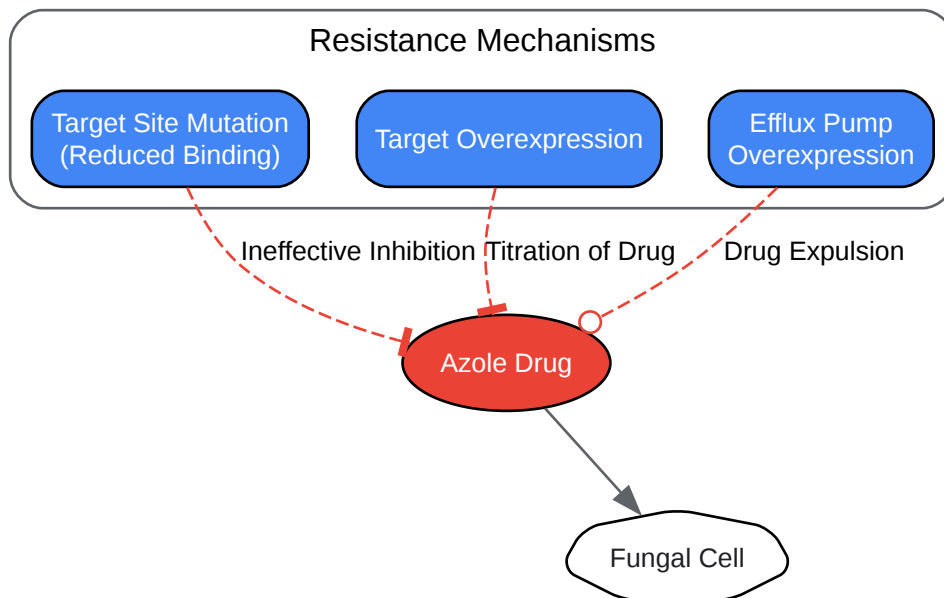 Resistance Mechanisms
Target Site Mutation
(Reduced Binding)
Target Overexpression
Efflux Pump
Overexpression
Ineffective Inhibition
Titration of Drug
Drug Expulsion
Azole Drug
Fungal Cell